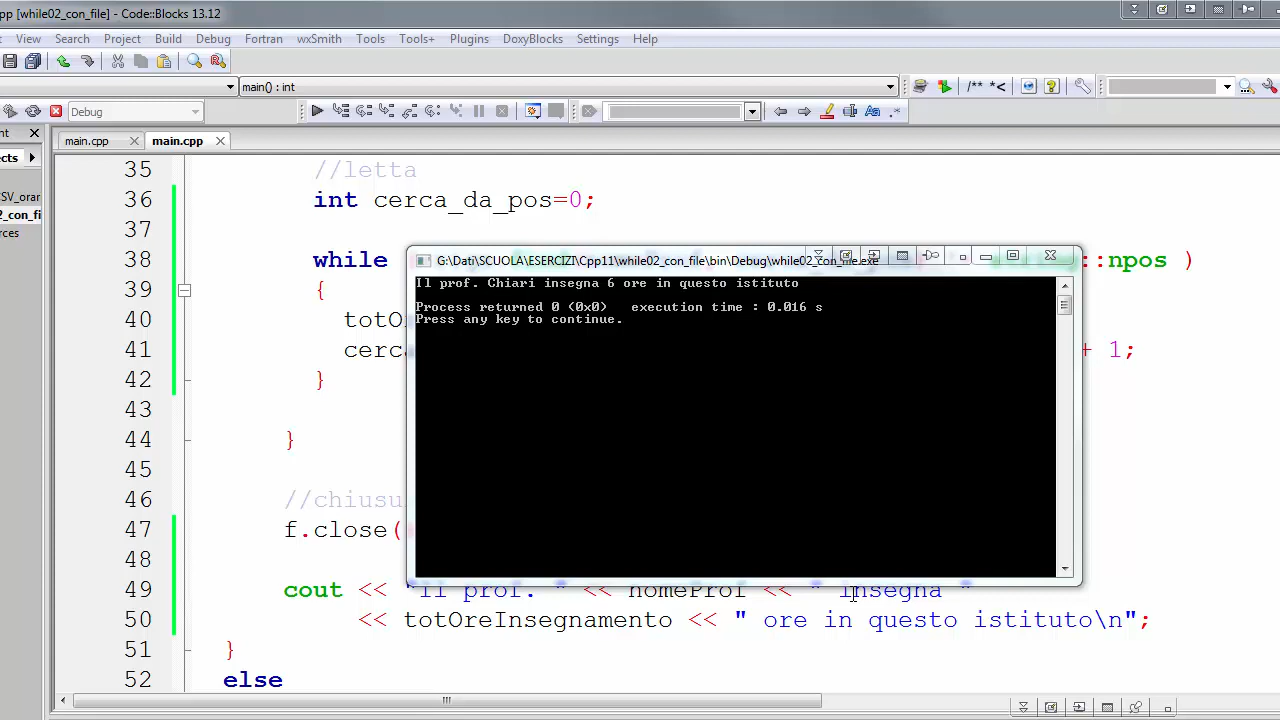 pp [while02_con_file] - Code::Blocks 13.12
View Search Project Build Debug Fortran wxSmith Tools Tools+ Plugins DoxyBlocks Settings Help
main() : int
/** *<
Debug
main.cpp main.cpp
35 //letta
36 int cerca_da_pos=0;
37
38 while ::npos )
39 {
40 totOr
41 cerca + 1;
42 }
43
44 }
45
46 //chiusu
47 f.close(
48
49 cout << "Il prof. " << nomeProf << " insegna "
50 << totOreInsegnamento << " ore in questo istituto\n";
51 }
52 else
nt
ects
SV_orar
02_con_fi
rces
G:\Dati\SCUOLA\ESERCIZI\Cpp11\while02_con_file\bin\Debug\while02_con_file.exe
Il prof. Chiari insegna 6 ore in questo istituto
Process returned 0 (0x0) execution time : 0.016 s
Press any key to continue.